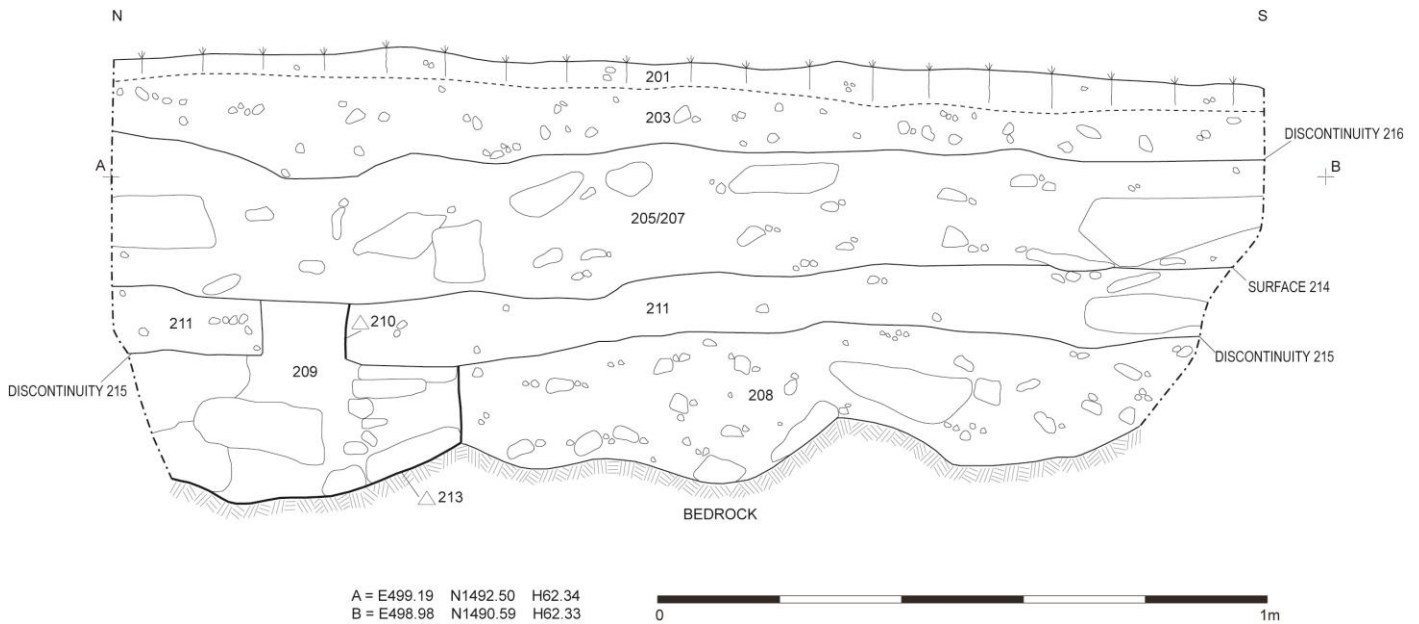 N S
201
203
DISCONTINUITY 216
A B
205/207
SURFACE 214
211 210 211
DISCONTINUITY 215
209
DISCONTINUITY 215
208
213
BEDROCK
A = E499.19 N1492.50 H62.34
B = E498.98 N1490.59 H62.33
0 1m